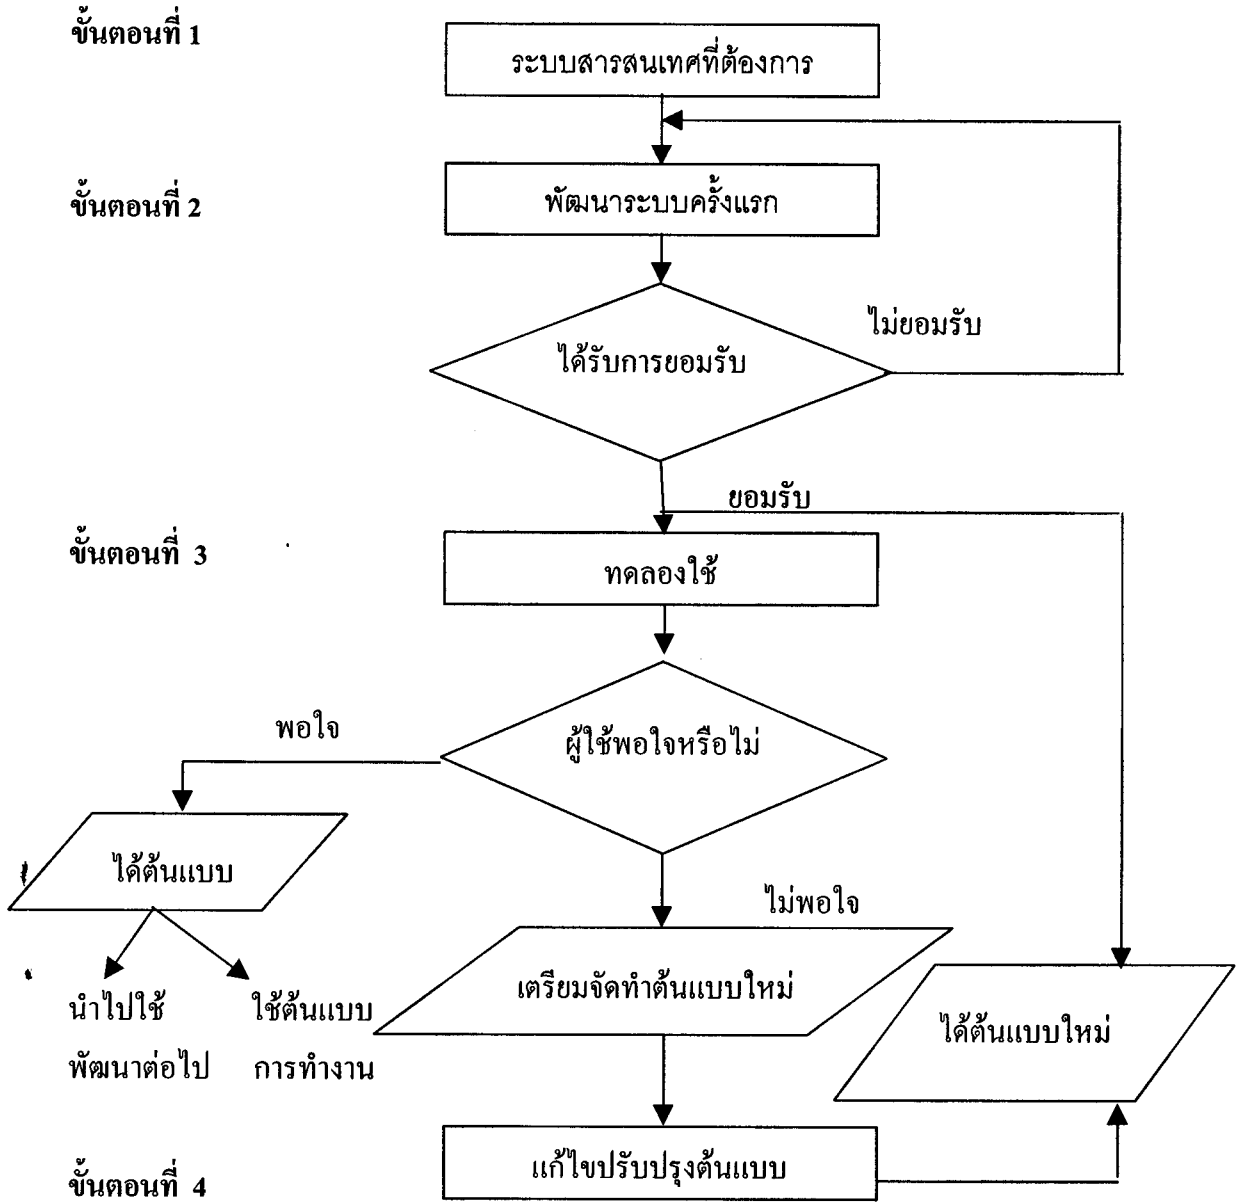 ขั้นตอนที่ 1
ระบบสารสนเทศที่ต้องการ
ขั้นตอนที่ 2
พัฒนาระบบครั้งแรก
ไม่ยอมรับ
ได้รับการยอมรับ
ยอมรับ
ขั้นตอนที่ 3
ทดลองใช้
พอใจ
ผู้ใช้พอใจหรือไม่
ได้ต้นแบบ
ไม่พอใจ
เตรียมจัดทำต้นแบบใหม่
นำไปใช้
ใช้ต้นแบบ
ได้ต้นแบบใหม่
พัฒนาต่อไป
การทำงาน
แก้ไขปรับปรุงต้นแบบ
ขั้นตอนที่ 4